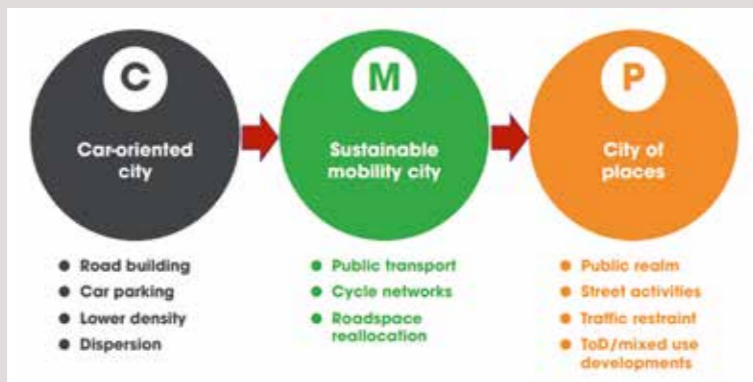 C
Car-oriented
city
Road building
Car parking
Lower density
Dispersion
M
Sustainable
mobility city
Public transport
Cycle networks
Roadspace
reallocation
P
City of
places
Public realm
Street activities
Traffic restraint
ToD/mixed use
developments